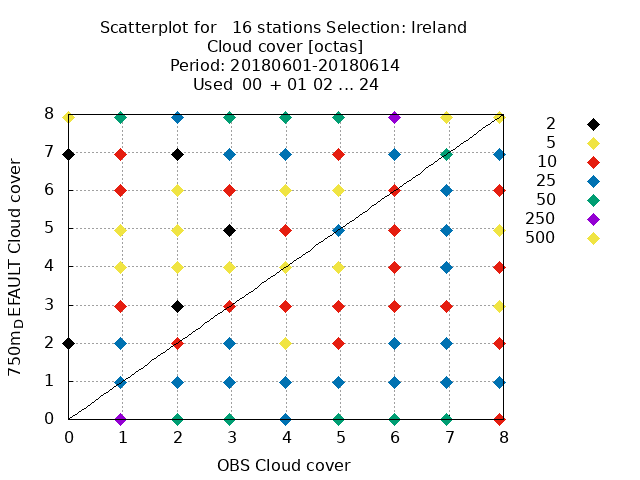 Scatterplot for   16 stations Selection: Ireland
Cloud cover [octas]
Period: 20180601-20180614
Used  00 + 01 02 ... 24
750m_DEFAULT Cloud cover
8
7
6
5
4
3
2
1
0
0 1 2 3 4 5 6 7 8
OBS Cloud cover
2
5
10
25
50
250
500